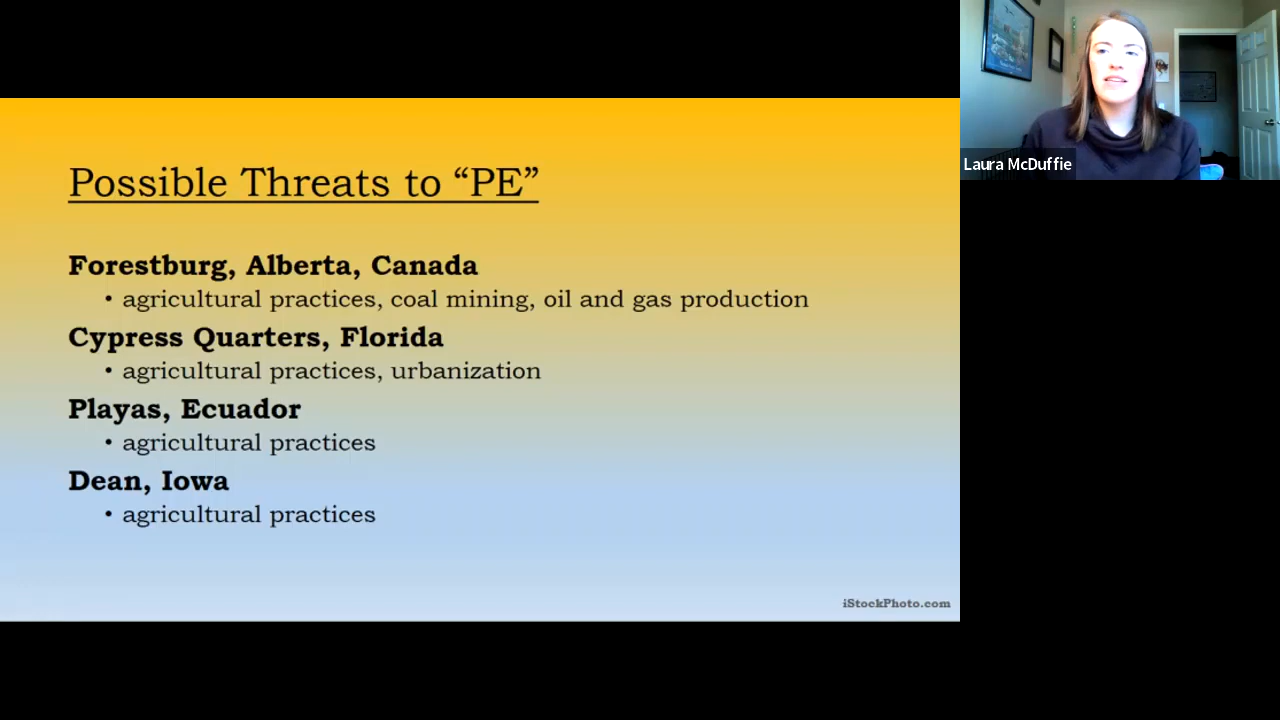 Possible Threats to “PE”
Forestburg, Alberta, Canada
• agricultural practices, coal mining, oil and gas production
Cypress Quarters, Florida
• agricultural practices, urbanization
Playas, Ecuador
• agricultural practices
Dean, Iowa
• agricultural practices
iStockPhoto.com
Laura McDuffie